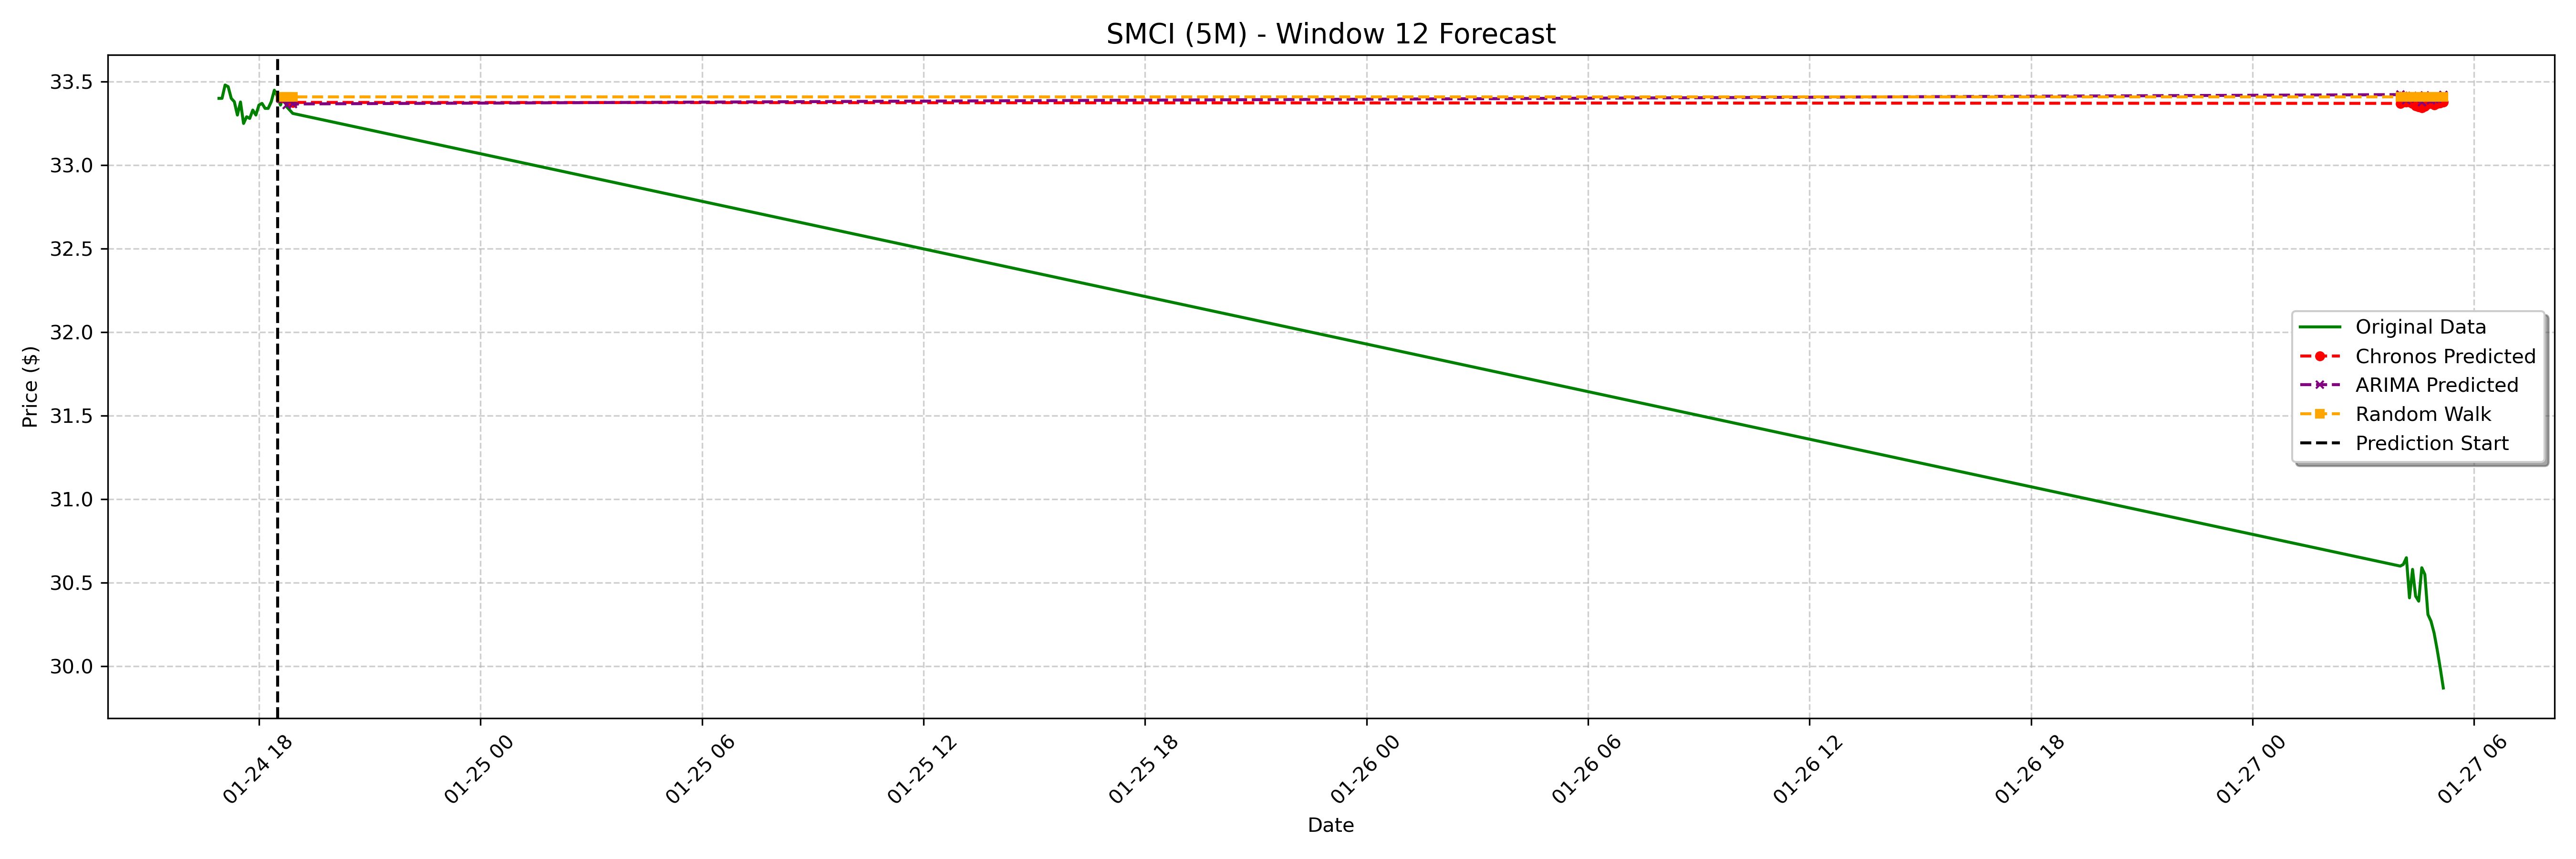 SMCI (5M) - Window 12 Forecast
Price ($)
33.5
33.0
32.5
32.0
31.5
31.0
30.5
30.0
Original Data
Chronos Predicted
ARIMA Predicted
Random Walk
Prediction Start
01-24 18
01-25 00
01-25 06
01-25 12
01-25 18
01-26 00
01-26 06
01-26 12
01-26 18
01-27 00
01-27 06
Date